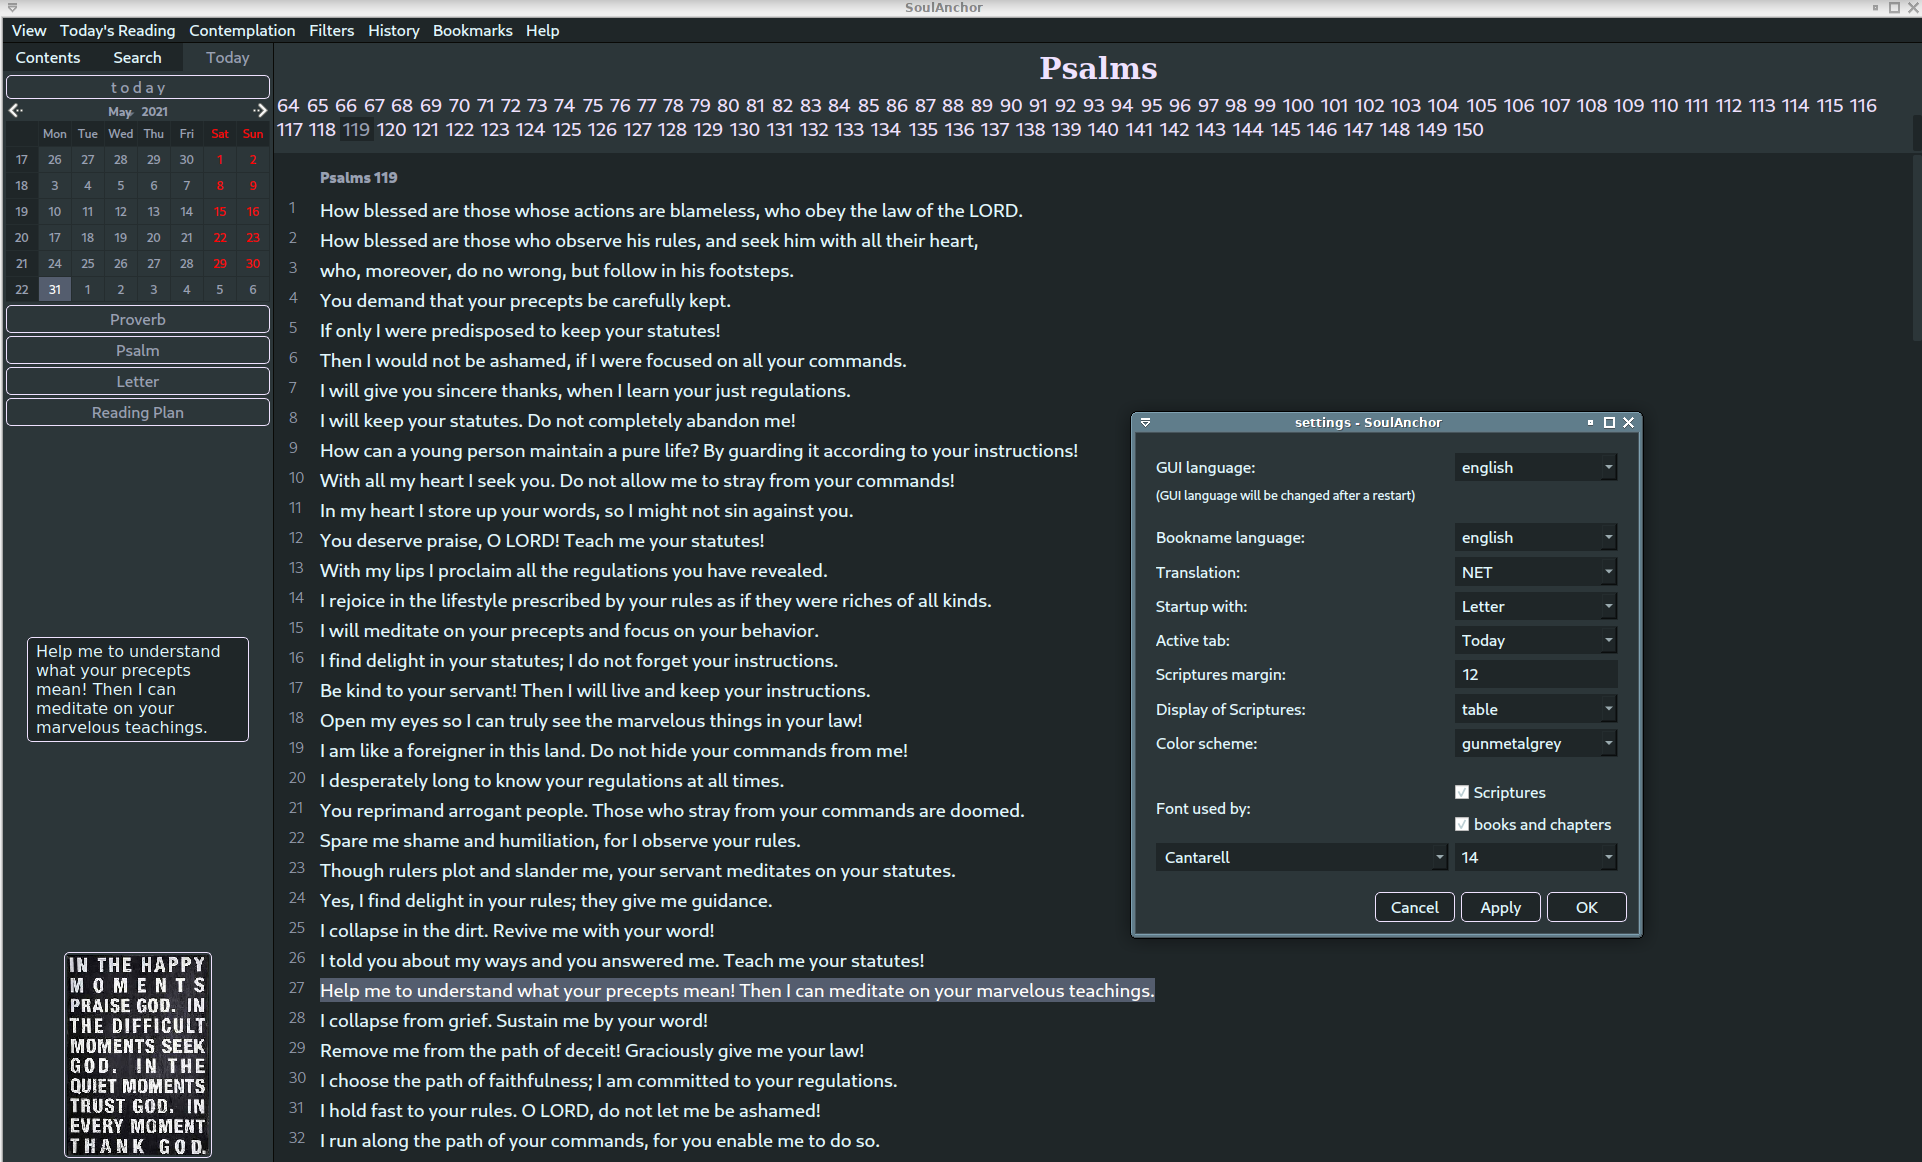 SoulAnchor
View Today's Reading Contemplation Filters History Bookmarks Help
Contents Search Today
today
May 2021
Mon Tue Wed Thu Fri Sat Sun
17 26 27 28 29 30 1 2
18 3 4 5 6 7 8 9
19 10 11 12 13 14 15 16
20 17 18 19 20 21 22 23
21 24 25 26 27 28 29 30
22 31 1 2 3 4 5 6
Proverb
Psalm
Letter
Reading Plan
Help me to understand
what your precepts
mean! Then I can
meditate on your
marvelous teachings.
IN THE HAPPY
MOMENTS
PRAISE GOD. IN
THE DIFFICULT
MOMENTS SEEK
GOD. IN THE
QUIET MOMENTS
TRUST GOD. IN
EVERY MOMENT
THANK GOD.
Psalms
64 65 66 67 68 69 70 71 72 73 74 75 76 77 78 79 80 81 82 83 84 85 86 87 88 89 90 91 92 93 94 95 96 97 98 99 100 101 102 103 104 105 106 107 108 109 110 111 112 113 114 115 116
117 118 119 120 121 122 123 124 125 126 127 128 129 130 131 132 133 134 135 136 137 138 139 140 141 142 143 144 145 146 147 148 149 150
Psalms 119
1 How blessed are those whose actions are blameless, who obey the law of the LORD.
2 How blessed are those who observe his rules, and seek him with all their heart,
3 who, moreover, do no wrong, but follow in his footsteps.
4 You demand that your precepts be carefully kept.
5 If only I were predisposed to keep your statutes!
6 Then I would not be ashamed, if I were focused on all your commands.
7 I will give you sincere thanks, when I learn your just regulations.
8 I will keep your statutes. Do not completely abandon me!
9 How can a young person maintain a pure life? By guarding it according to your instructions!
10 With all my heart I seek you. Do not allow me to stray from your commands!
11 In my heart I store up your words, so I might not sin against you.
12 You deserve praise, O LORD! Teach me your statutes!
13 With my lips I proclaim all the regulations you have revealed.
14 I rejoice in the lifestyle prescribed by your rules as if they were riches of all kinds.
15 I will meditate on your precepts and focus on your behavior.
16 I find delight in your statutes; I do not forget your instructions.
17 Be kind to your servant! Then I will live and keep your instructions.
18 Open my eyes so I can truly see the marvelous things in your law!
19 I am like a foreigner in this land. Do not hide your commands from me!
20 I desperately long to know your regulations at all times.
21 You reprimand arrogant people. Those who stray from your commands are doomed.
22 Spare me shame and humiliation, for I observe your rules.
23 Though rulers plot and slander me, your servant meditates on your statutes.
24 Yes, I find delight in your rules; they give me guidance.
25 I collapse in the dirt. Revive me with your word!
26 I told you about my ways and you answered me. Teach me your statutes!
27 Help me to understand what your precepts mean! Then I can meditate on your marvelous teachings.
28 I collapse from grief. Sustain me by your word!
29 Remove me from the path of deceit! Graciously give me your law!
30 I choose the path of faithfulness; I am committed to your regulations.
31 I hold fast to your rules. O LORD, do not let me be ashamed!
32 I run along the path of your commands, for you enable me to do so.
settings - SoulAnchor
GUI language: english
(GUI language will be changed after a restart)
Bookname language: english
Translation: NET
Startup with: Letter
Active tab: Today
Scriptures margin: 12
Display of Scriptures: table
Color scheme: gunmetalgrey
Scriptures
Font used by:
books and chapters
Cantarell 14
Cancel Apply OK